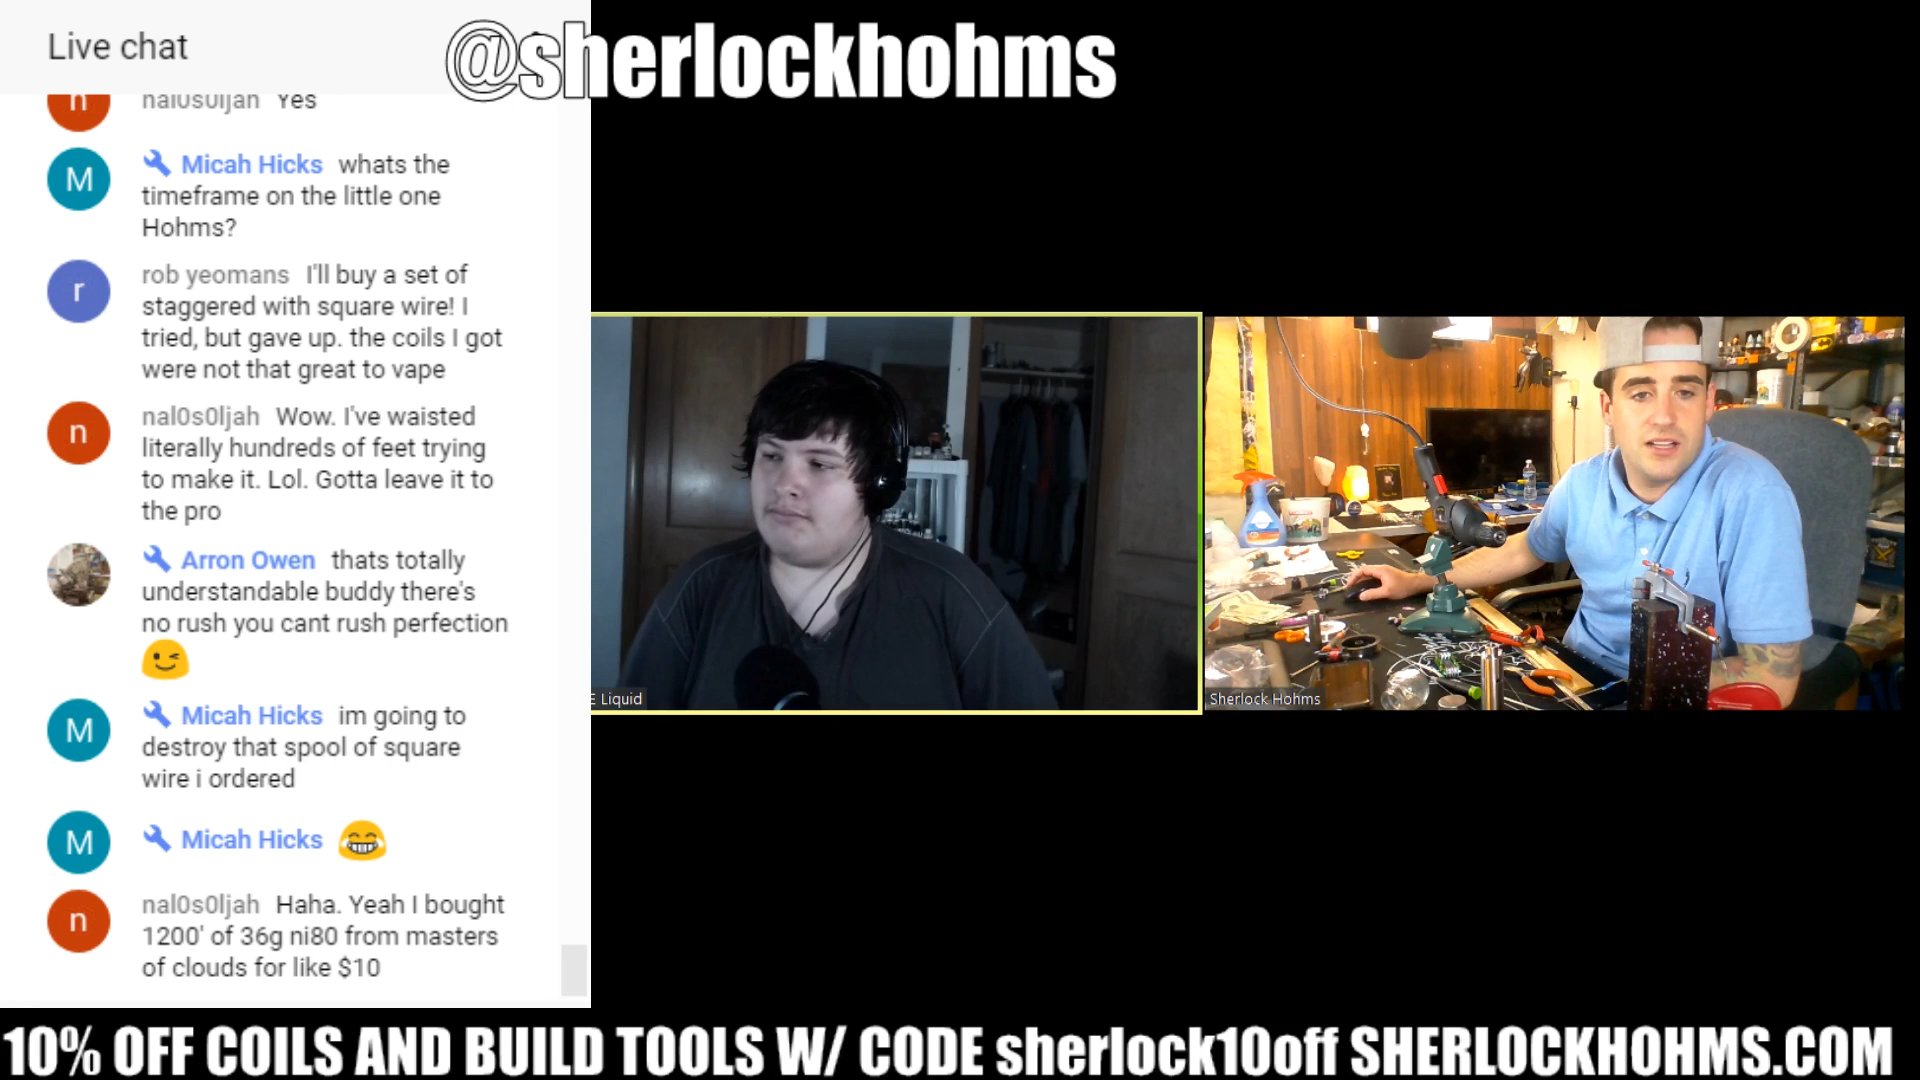 Live chat
@sherlockhohms
nal0s0ljah Yes
Micah Hicks whats the
timeframe on the little one
Hohms?
rob yeomans I'll buy a set of
staggered with square wire! I
tried, but gave up. the coils I got
were not that great to vape
nal0s0ljah Wow. I've waisted
literally hundreds of feet trying
to make it. Lol. Gotta leave it to
the pro
Arron Owen thats totally
understandable buddy there's
no rush you cant rush perfection
😉
Micah Hicks im going to
destroy that spool of square
wire i ordered
Micah Hicks 😂
nal0s0ljah Haha. Yeah I bought
1200' of 36g ni80 from masters
of clouds for like $10
E Liquid
Sherlock Hohms
10% OFF COILS AND BUILD TOOLS W/ CODE sherlock10off SHERLOCKHOHMS.COM